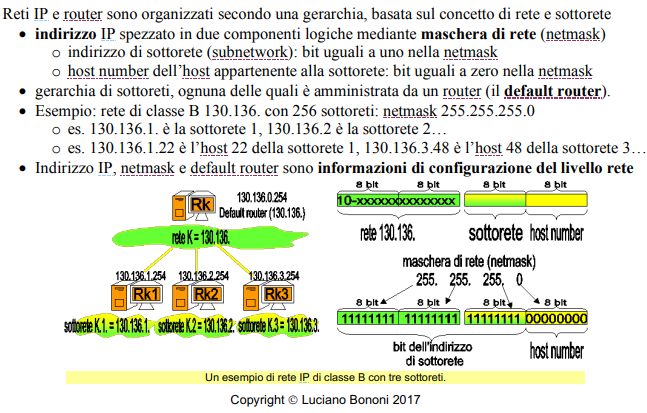 Reti IP e router sono organizzati secondo una gerarchia, basata sul concetto di rete e sottorete
• indirizzo IP spezzato in due componenti logiche mediante maschera di rete (netmask)
o indirizzo di sottorete (subnetwork): bit uguali a uno nella netmask
o host number dell'host appartenente alla sottorete: bit uguali a zero nella netmask
• gerarchia di sottoreti, ognuna delle quali è amministrata da un router (il default router).
• Esempio: rete di classe B 130.136. con 256 sottoreti: netmask 255.255.255.0
o es. 130.136.1. è la sottorete 1, 130.136.2 è la sottorete 2…
o es. 130.136.1.22 è l'host 22 della sottorete 1, 130.136.3.48 è l'host 48 della sottorete 3…
• Indirizzo IP, netmask e default router sono informazioni di configurazione del livello rete
Rk
130.136.0.254
Default router (130.136.)
rete K = 130.136.
130.136.1.254 130.136.2.254 130.136.3.254
Rk1 Rk2 Rk3
sottorete K.1. = 130.136.1. sottorete K.2 = 130.136.2. sottorete K.3 = 130.136.3.
8 bit 8 bit 8 bit 8 bit
10-xxxxxxxxxxxxxx
rete 130.136. sottorete host number
maschera di rete (netmask)
255. 255. 255. 0
8 bit 8 bit 8 bit 8 bit
11111111 11111111 11111111 00000000
bit dell'indirizzo
di sottorete
host number
Un esempio di rete IP di classe B con tre sottoreti.
Copyright © Luciano Bononi 2017